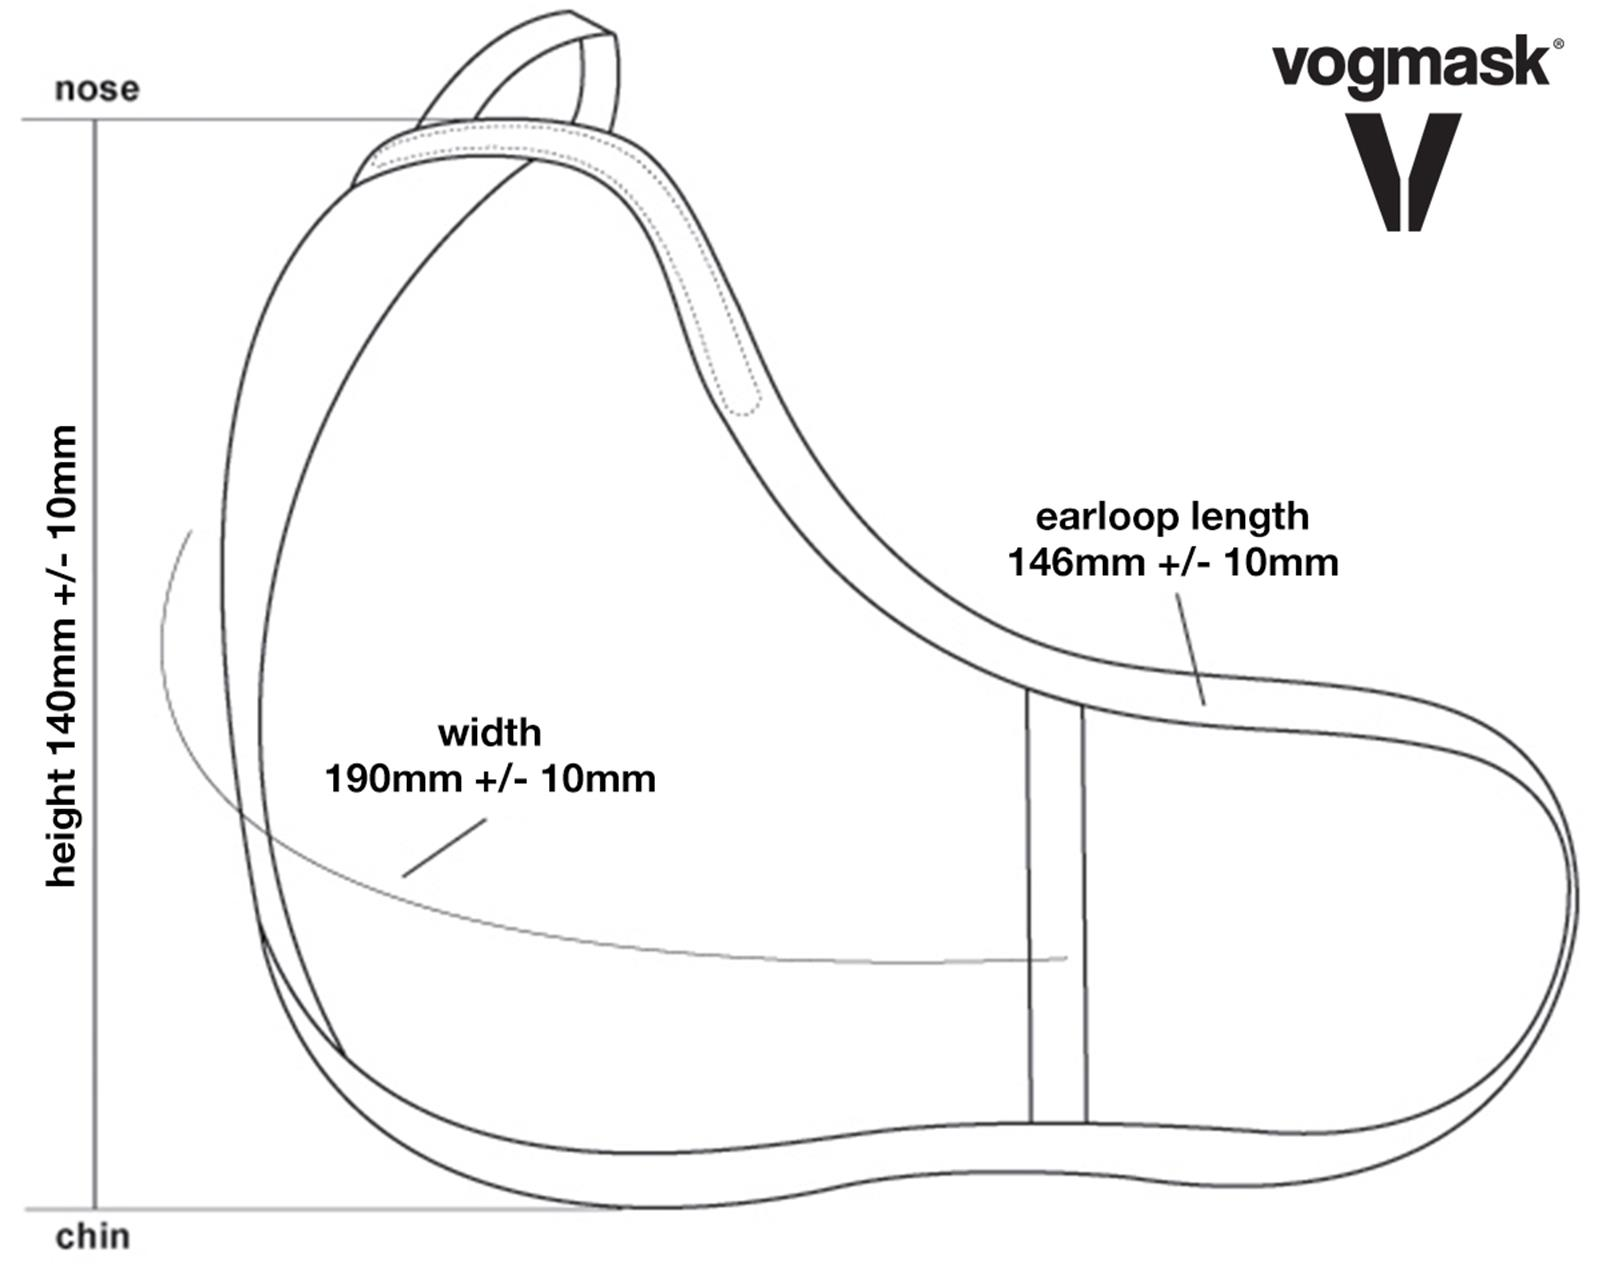 nose
vogmask®
height 140mm +/- 10mm
earloop length
146mm +/- 10mm
width
190mm +/- 10mm
chin